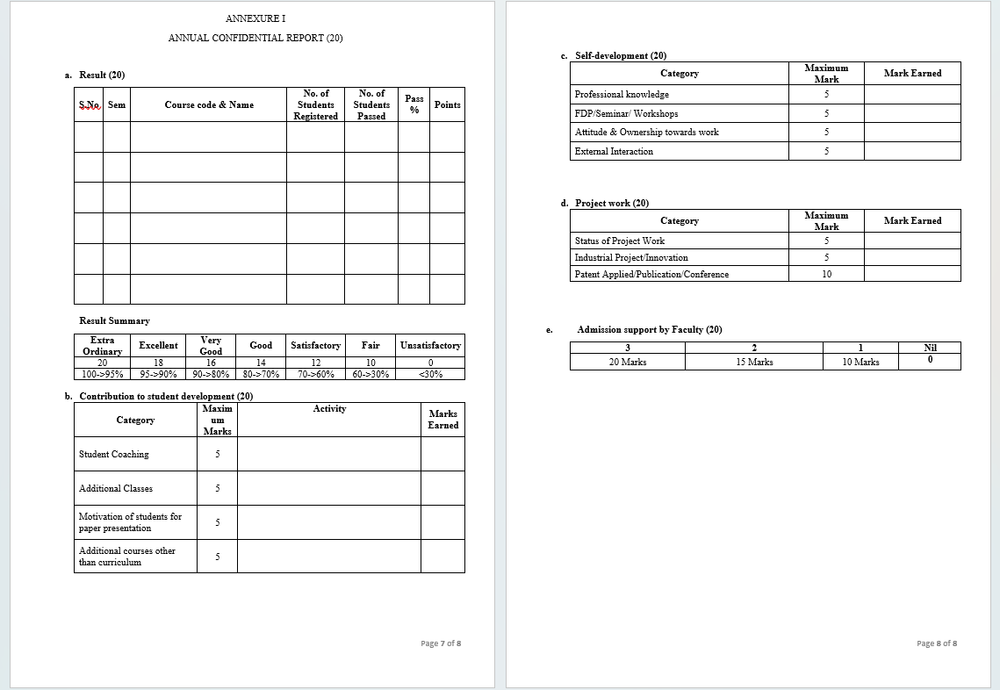 ANNEXURE I
ANNUAL CONFIDENTIAL REPORT (20)
a. Result (20)
S.No. Sem Course code & Name No. of Students Registered No. of Students Passed Pass % Points
Result Summary
Extra Ordinary Excellent Very Good Good Satisfactory Fair Unsatisfactory
20 18 16 14 12 10 0
100->95% 95->90% 90->80% 80->70% 70->60% 60->30% <30%
b. Contribution to student development (20)
Category Maxim um Marks Activity Marks Earned
Student Coaching 5
Additional Classes 5
Motivation of students for paper presentation 5
Additional courses other than curriculum 5
Page 7 of 8
c. Self-development (20)
Category Maximum Mark Mark Earned
Professional knowledge 5
FDP/Seminar/ Workshops 5
Attitude & Ownership towards work 5
External Interaction 5
d. Project work (20)
Category Maximum Mark Mark Earned
Status of Project Work 5
Industrial Project/Innovation 5
Patent Applied/Publication/Conference 10
e. Admission support by Faculty (20)
3 2 1 Nil
20 Marks 15 Marks 10 Marks 0
Page 8 of 8